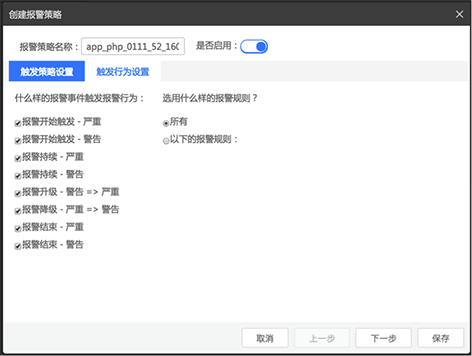 创建报警策略
报警策略名称： app_php_0111_52_160 是否启用：
触发策略设置 触发行为设置
什么样的报警事件触发报警行为： 选用什么样的报警规则？
报警开始触发 - 严重 所有
报警开始触发 - 警告 以下的报警规则：
报警持续 - 严重
报警持续 - 警告
报警升级 - 警告 => 严重
报警降级 - 严重 => 警告
报警结束 - 严重
报警结束 - 警告
取消 上一步 下一步 保存